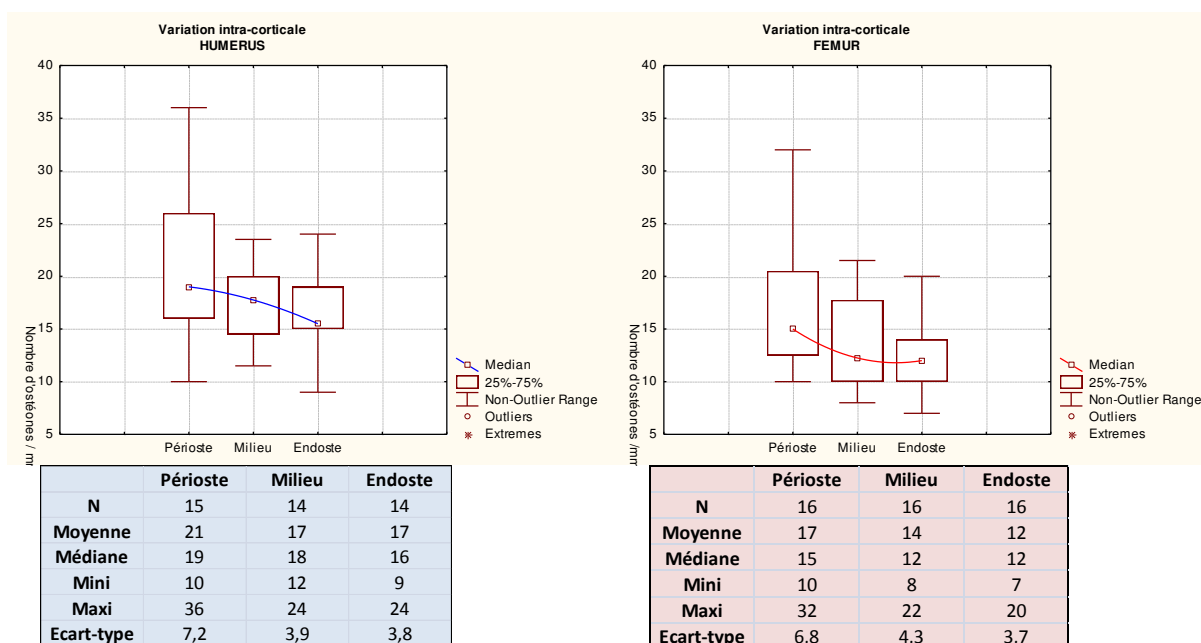 Variation intra-corticale
HUMERUS
40
35
30
25
20
15
10
5
Nombre d'ostéones /
Périoste Milieu Endoste
Median
25%-75%
Non-Outlier Range
Outliers
Extremes
Périoste Milieu Endoste
N 15 14 14
Moyenne 21 17 17
Médiane 19 18 16
Mini 10 12 9
Maxi 36 24 24
Ecart-type 7,2 3,9 3,8
Variation intra-corticale
FEMUR
40
35
30
25
20
15
10
5
Nombre d'ostéones /
Périoste Milieu Endoste
Median
25%-75%
Non-Outlier Range
Outliers
Extremes
Périoste Milieu Endoste
N 16 16 16
Moyenne 17 14 12
Médiane 15 12 12
Mini 10 8 7
Maxi 32 22 20
Ecart-type 6,8 4,3 3,7